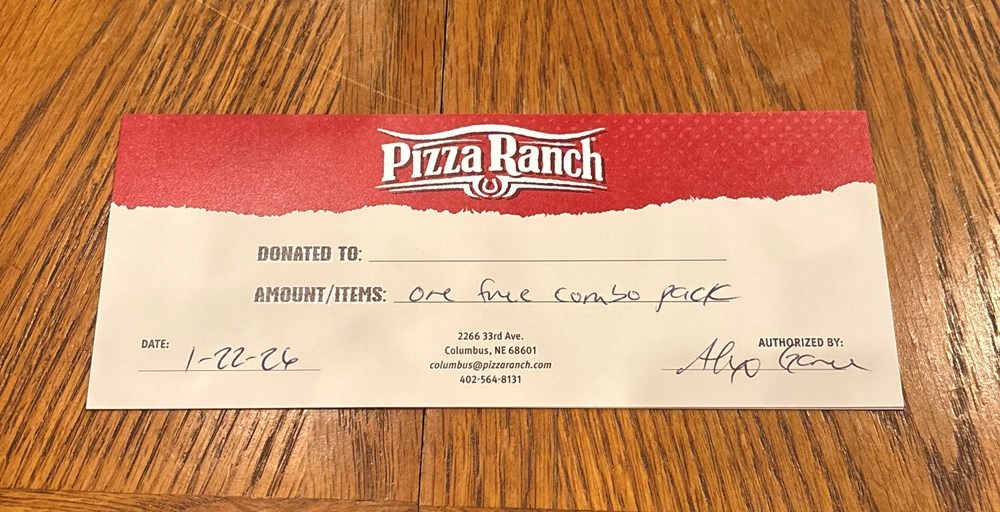 Pizza Ranch
DONATED TO:
AMOUNT/ITEMS: one free combo pack
DATE: 1-22-26
2266 33rd Ave.
Columbus, NE 68601
columbus@pizzaranch.com
402-564-8131
AUTHORIZED BY: